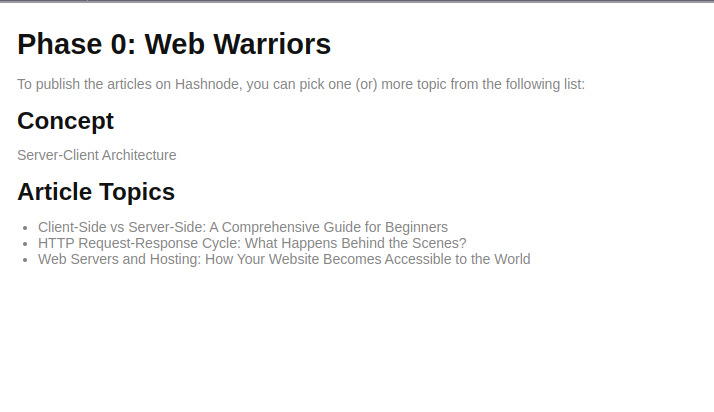 Phase 0: Web Warriors
To publish the articles on Hashnode, you can pick one (or) more topic from the following list:
Concept
Server-Client Architecture
Article Topics
• Client-Side vs Server-Side: A Comprehensive Guide for Beginners
• HTTP Request-Response Cycle: What Happens Behind the Scenes?
• Web Servers and Hosting: How Your Website Becomes Accessible to the World